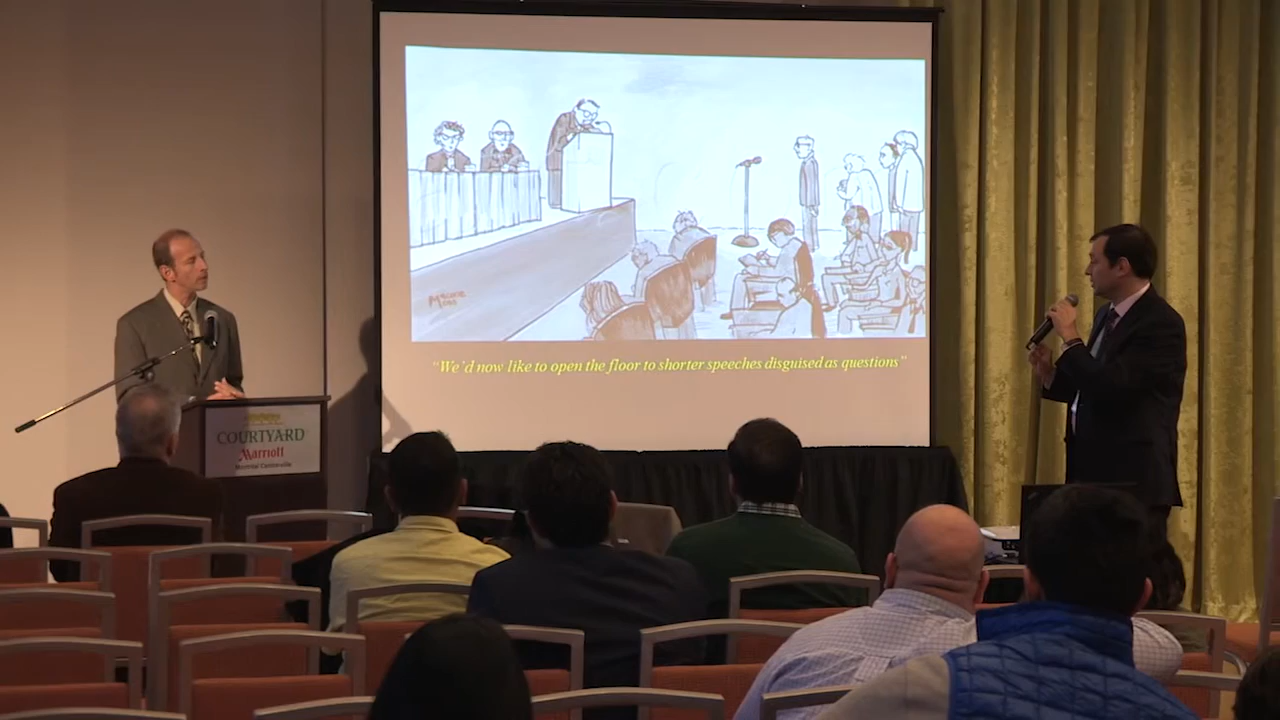 "We'd now like to open the floor to shorter speeches disguised as questions"
COURTYARD
Marriott